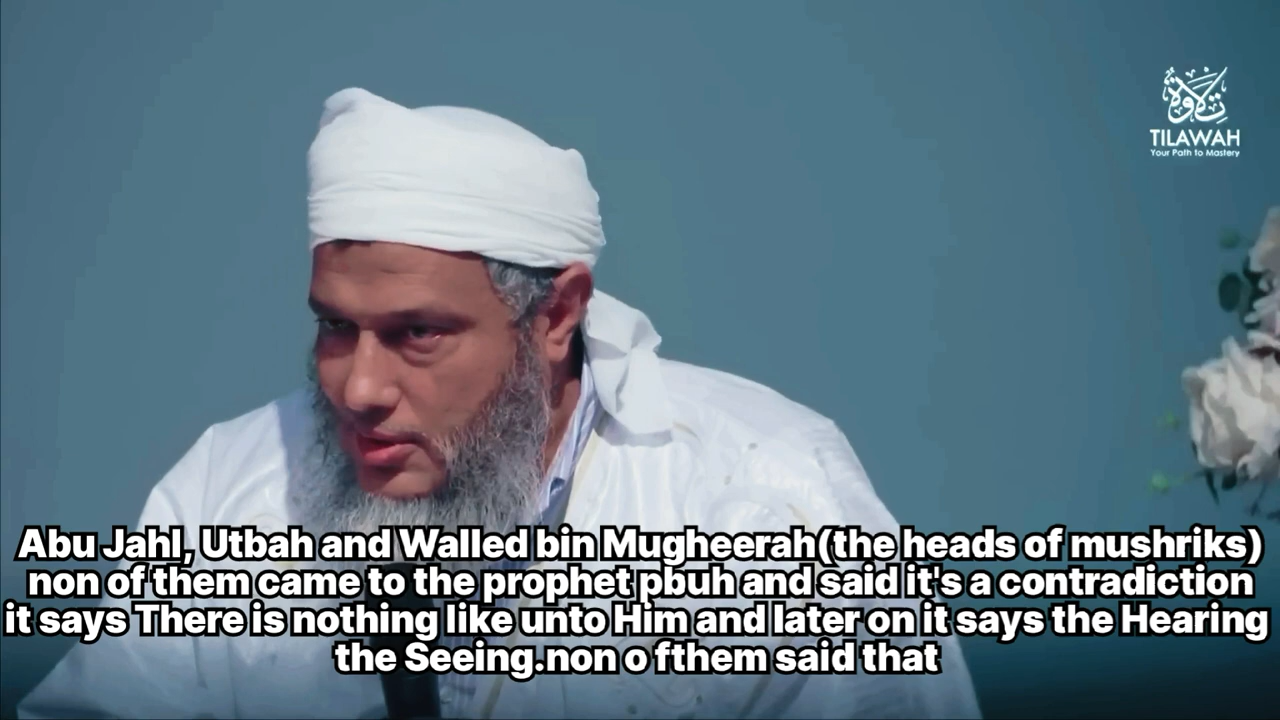 تلاوة
TILAWAH
Your Path to Mastery
Abu Jahl, Utbah and Walled bin Mugheerah(the heads of mushriks)
non of them came to the prophet pbuh and said it's a contradiction
it says There is nothing like unto Him and later on it says the Hearing
the Seeing.non o fthem said that